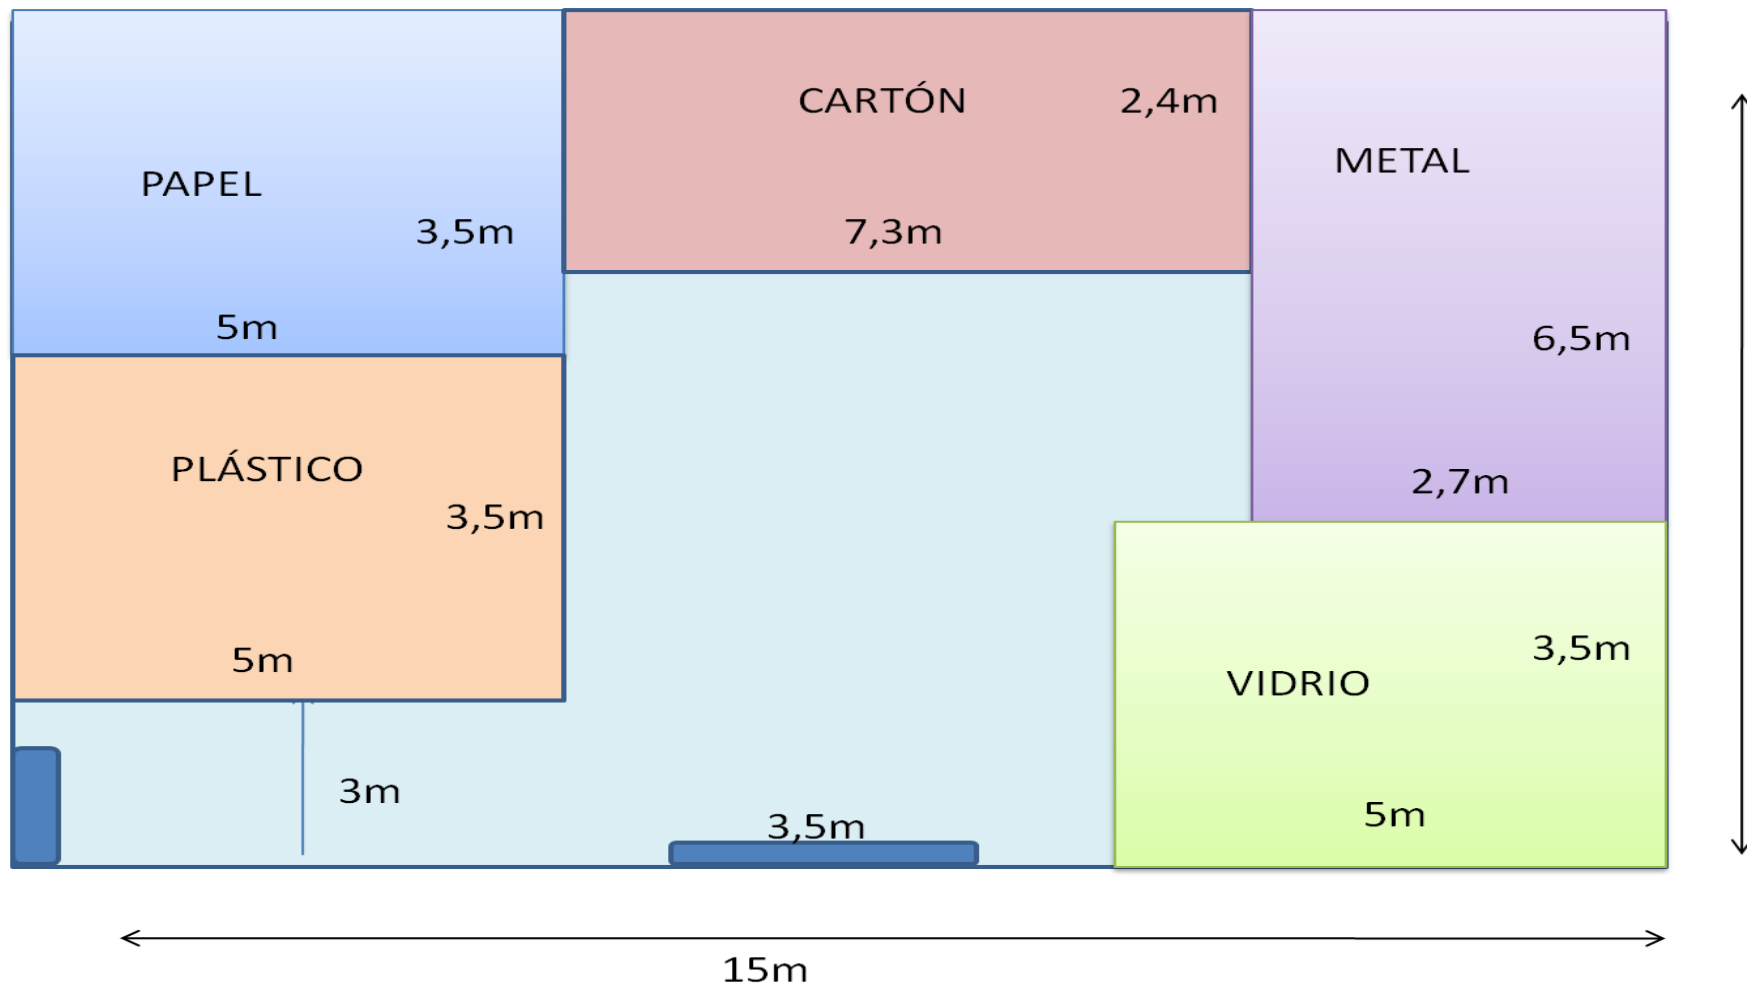 CARTÓN
2,4m
7,3m
METAL
6,5m
2,7m
PAPEL
3,5m
5m
PLÁSTICO
3,5m
5m
VIDRIO
3,5m
5m
3m
3,5m
15m